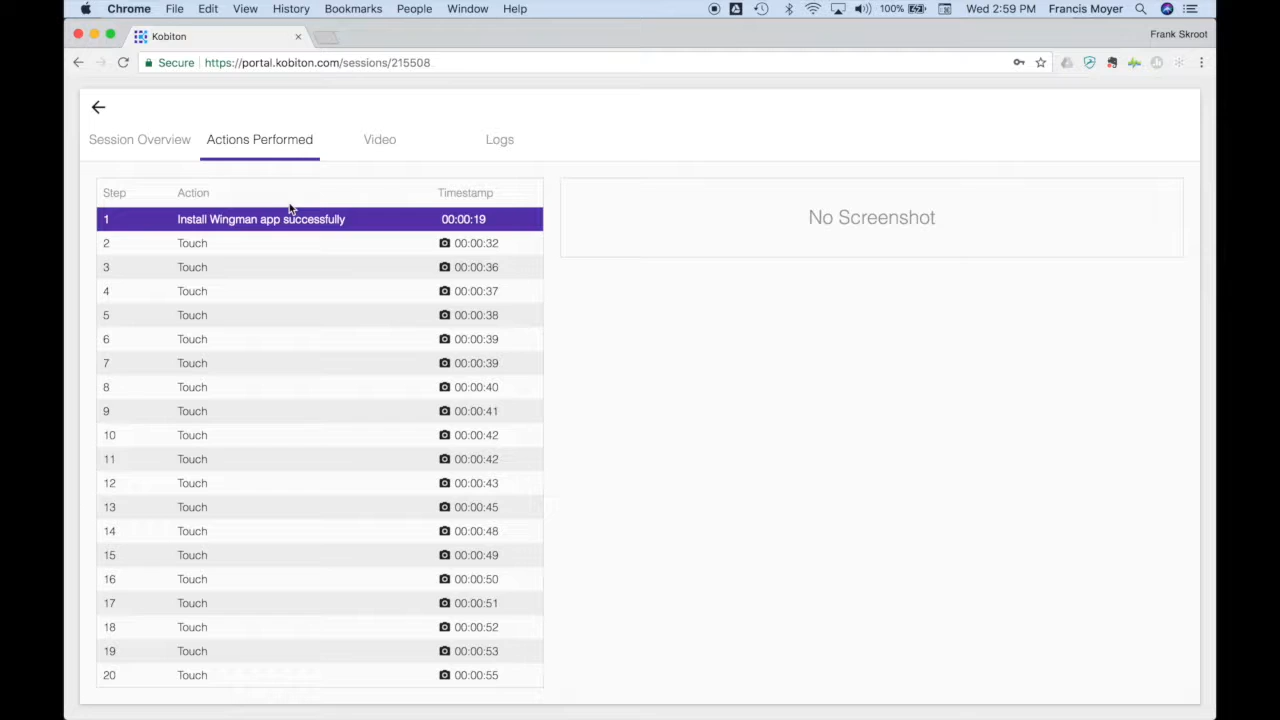 Chrome File Edit View History Bookmarks People Window Help 100% Wed 2:59 PM Francis Moyer
Kobiton Frank Skroot
Secure https://portal.kobiton.com/sessions/215508
Session Overview Actions Performed Video Logs
Step Action Timestamp
1 Install Wingman app successfully 00:00:19
No Screenshot
2 Touch 00:00:32
3 Touch 00:00:36
4 Touch 00:00:37
5 Touch 00:00:38
6 Touch 00:00:39
7 Touch 00:00:39
8 Touch 00:00:40
9 Touch 00:00:41
10 Touch 00:00:42
11 Touch 00:00:42
12 Touch 00:00:43
13 Touch 00:00:45
14 Touch 00:00:48
15 Touch 00:00:49
16 Touch 00:00:50
17 Touch 00:00:51
18 Touch 00:00:52
19 Touch 00:00:53
20 Touch 00:00:55